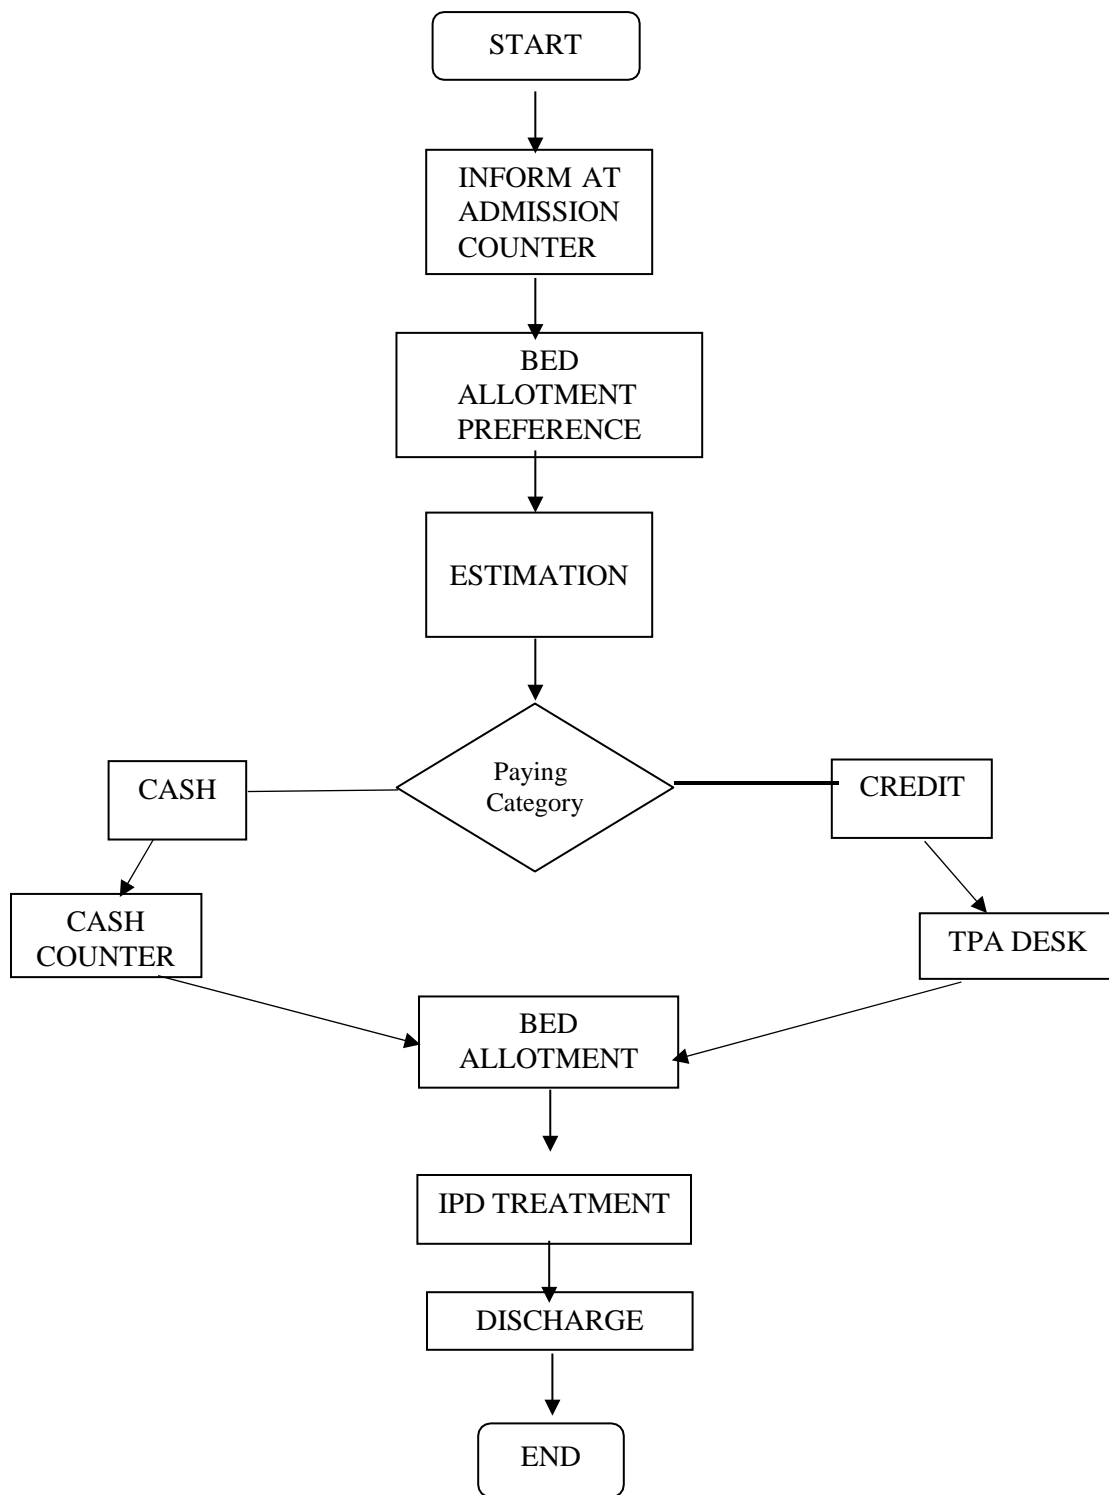 START
INFORM AT
ADMISSION
COUNTER
BED
ALLOTMENT
PREFERENCE
ESTIMATION
Paying
Category
CASH
CREDIT
CASH
COUNTER
TPA DESK
BED
ALLOTMENT
IPD TREATMENT
DISCHARGE
END